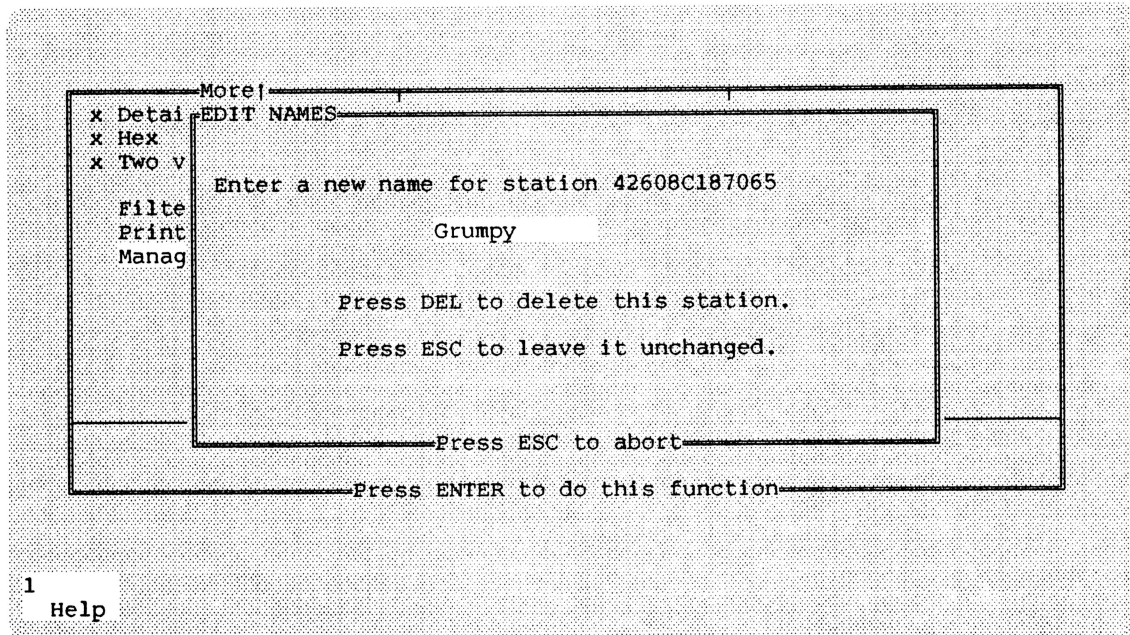 More↑
x Detai
EDIT NAMES
x Hex
x Two v
Enter a new name for station 42608C187065
Filte
Print
Grumpy
Manag
Press DEL to delete this station.
Press ESC to leave it unchanged.
Press ESC to abort
Press ENTER to do this function
1
Help